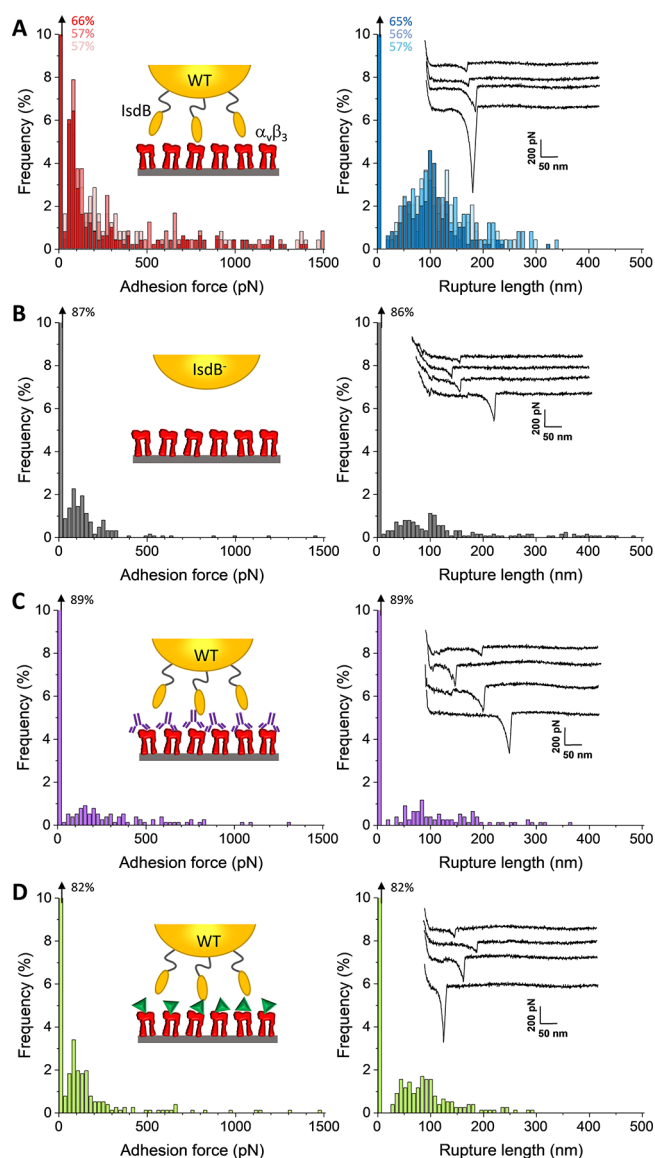 A
66%
57%
57%
WT
IsdB
αvβ3
Frequency (%)
10
8
6
4
2
0
0 500 1000 1500
Adhesion force (pN)
65%
56%
57%
200 pN
50 nm
Frequency (%)
10
8
6
4
2
0
0 100 200 300 400 500
Rupture length (nm)
B
87%
IsdB-
Frequency (%)
10
8
6
4
2
0
0 500 1000 1500
Adhesion force (pN)
86%
200 pN
50 nm
Frequency (%)
10
8
6
4
2
0
0 100 200 300 400 500
Rupture length (nm)
C
89%
WT
Frequency (%)
10
8
6
4
2
0
0 500 1000 1500
Adhesion force (pN)
89%
200 pN
50 nm
Frequency (%)
10
8
6
4
2
0
0 100 200 300 400 500
Rupture length (nm)
D
82%
WT
Frequency (%)
10
8
6
4
2
0
0 500 1000 1500
Adhesion force (pN)
82%
200 pN
50 nm
Frequency (%)
10
8
6
4
2
0
0 100 200 300 400 500
Rupture length (nm)